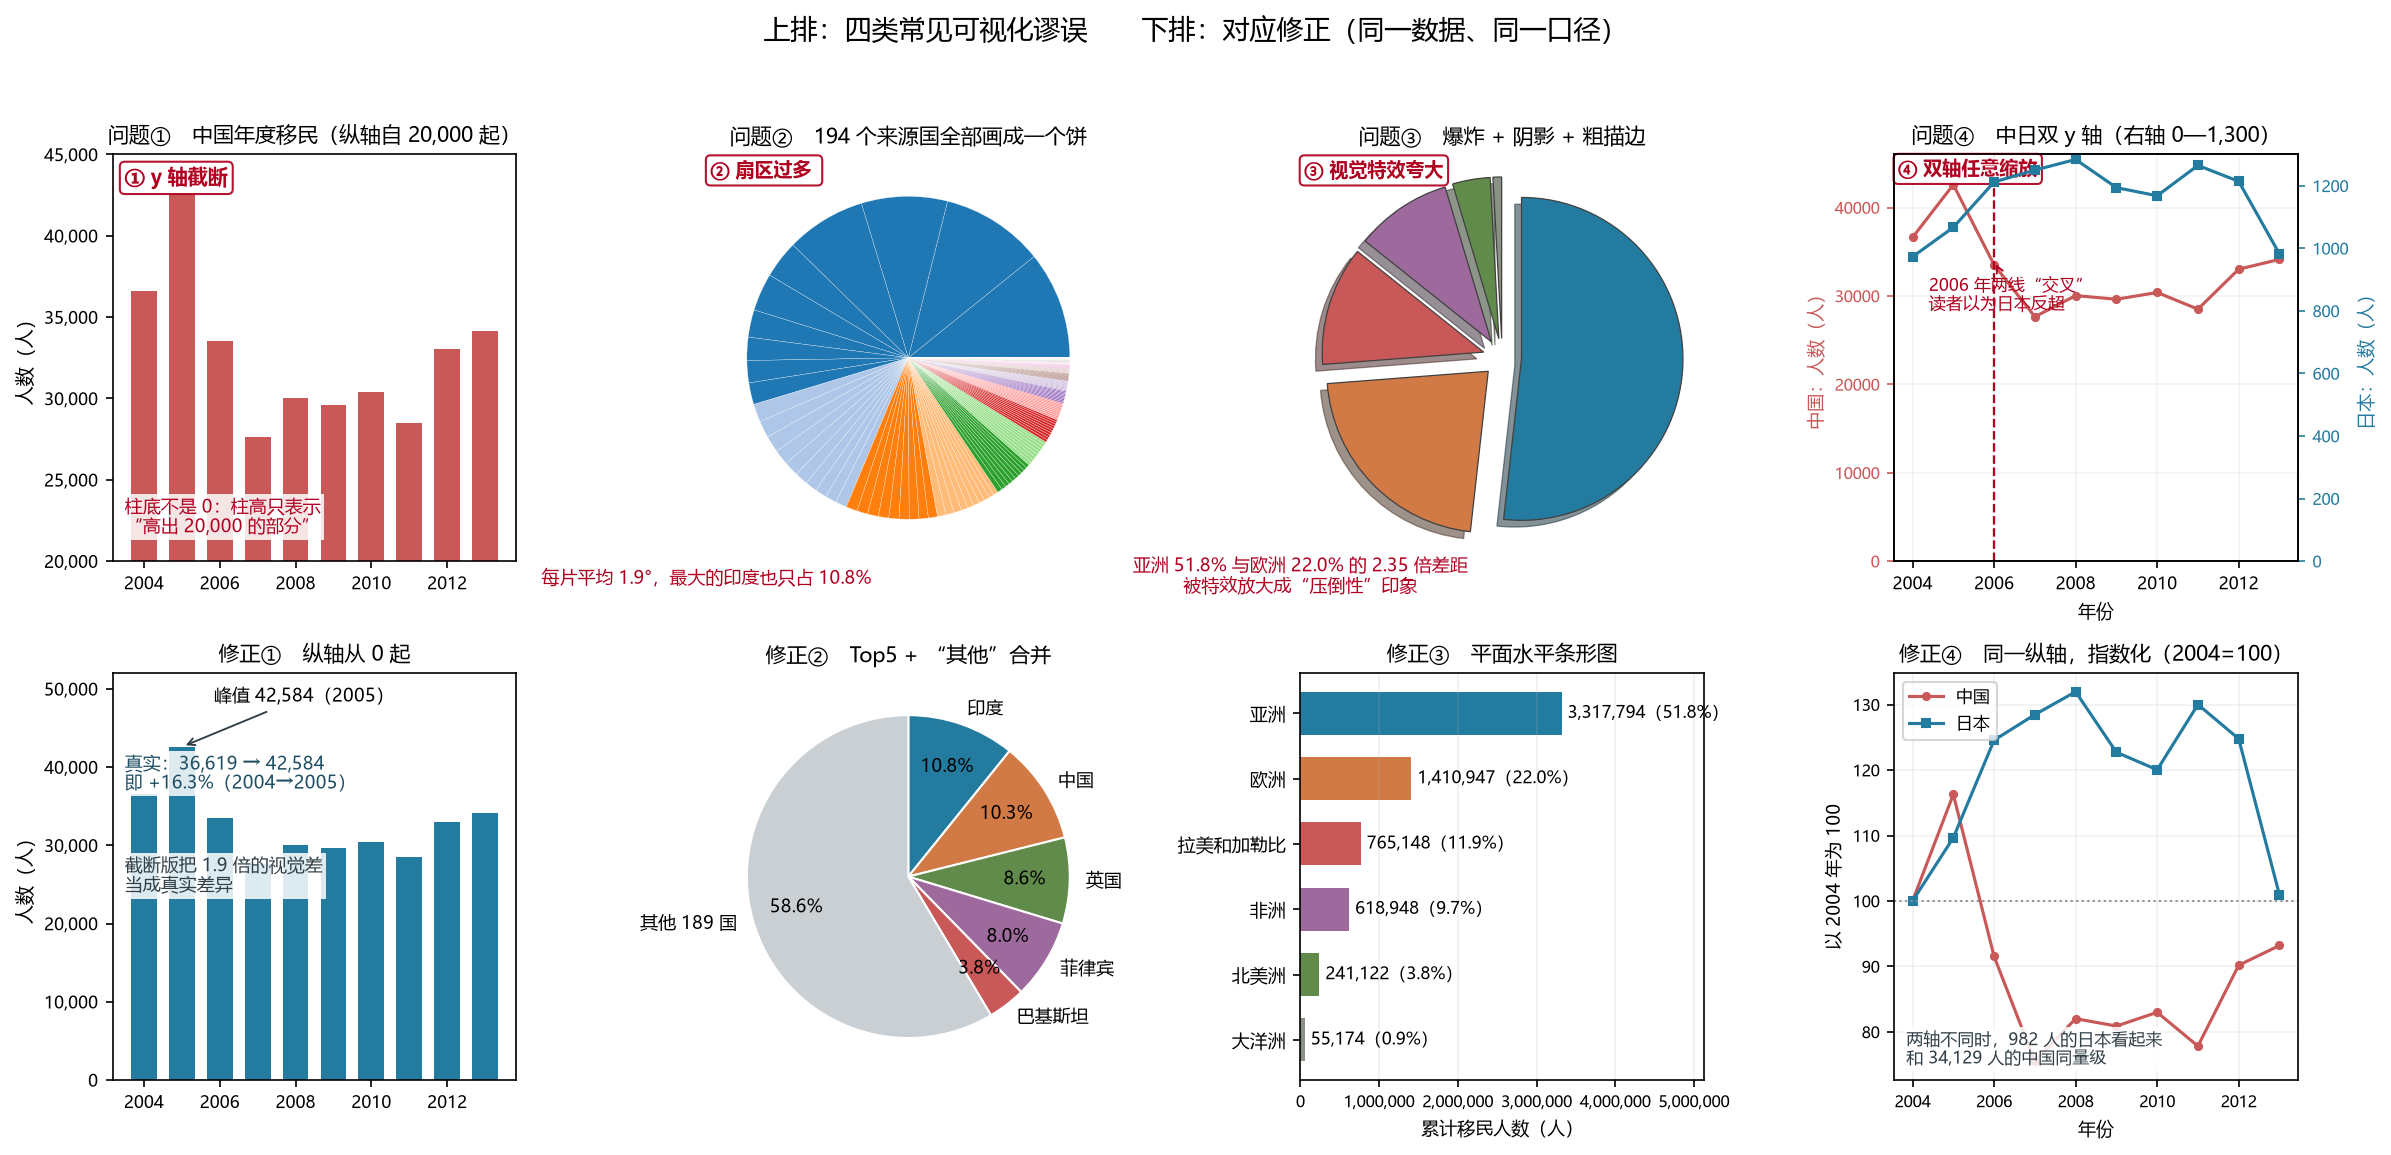 上排：四类常见可视化谬误　　下排：对应修正（同一数据、同一口径）
问题①　中国年度移民（纵轴自 20,000 起）
① y 轴截断
人数（人）
45,000
40,000
35,000
30,000
25,000
20,000
柱底不是 0：柱高只表示
“高出 20,000 的部分”
2004
2006
2008
2010
2012
问题②　194 个来源国全部画成一个饼
② 扇区过多
每片平均 1.9°，最大的印度也只占 10.8%
问题③　爆炸 + 阴影 + 粗描边
③ 视觉特效夸大
亚洲 51.8% 与欧洲 22.0% 的 2.35 倍差距
被特效放大成“压倒性”印象
问题④　中日双 y 轴（右轴 0—1,300）
④ 双轴任意缩放
中国：人数（人）
40000
30000
20000
10000
0
2006 年两线“交叉”
读者以为日本反超
1200
1000
800
600
400
200
0
日本：人数（人）
2004
2006
2008
2010
2012
年份
修正①　纵轴从 0 起
人数（人）
50,000
40,000
30,000
20,000
10,000
0
峰值 42,584（2005）
真实：36,619 → 42,584
即 +16.3%（2004→2005）
截断版把 1.9 倍的视觉差
当成真实差异
2004
2006
2008
2010
2012
修正②　Top5 + “其他”合并
印度
10.8%
中国
10.3%
英国
8.6%
菲律宾
8.0%
巴基斯坦
3.8%
其他 189 国
58.6%
修正③　平面水平条形图
亚洲
3,317,794（51.8%）
欧洲
1,410,947（22.0%）
拉美和加勒比
765,148（11.9%）
非洲
618,948（9.7%）
北美洲
241,122（3.8%）
大洋洲
55,174（0.9%）
0
1,000,000
2,000,000
3,000,000
4,000,000
5,000,000
累计移民人数（人）
修正④　同一纵轴，指数化（2004=100）
中国
日本
以 2004 年为 100
130
120
110
100
90
80
两轴不同时，982 人的日本看起来
和 34,129 人的中国同量级
2004
2006
2008
2010
2012
年份